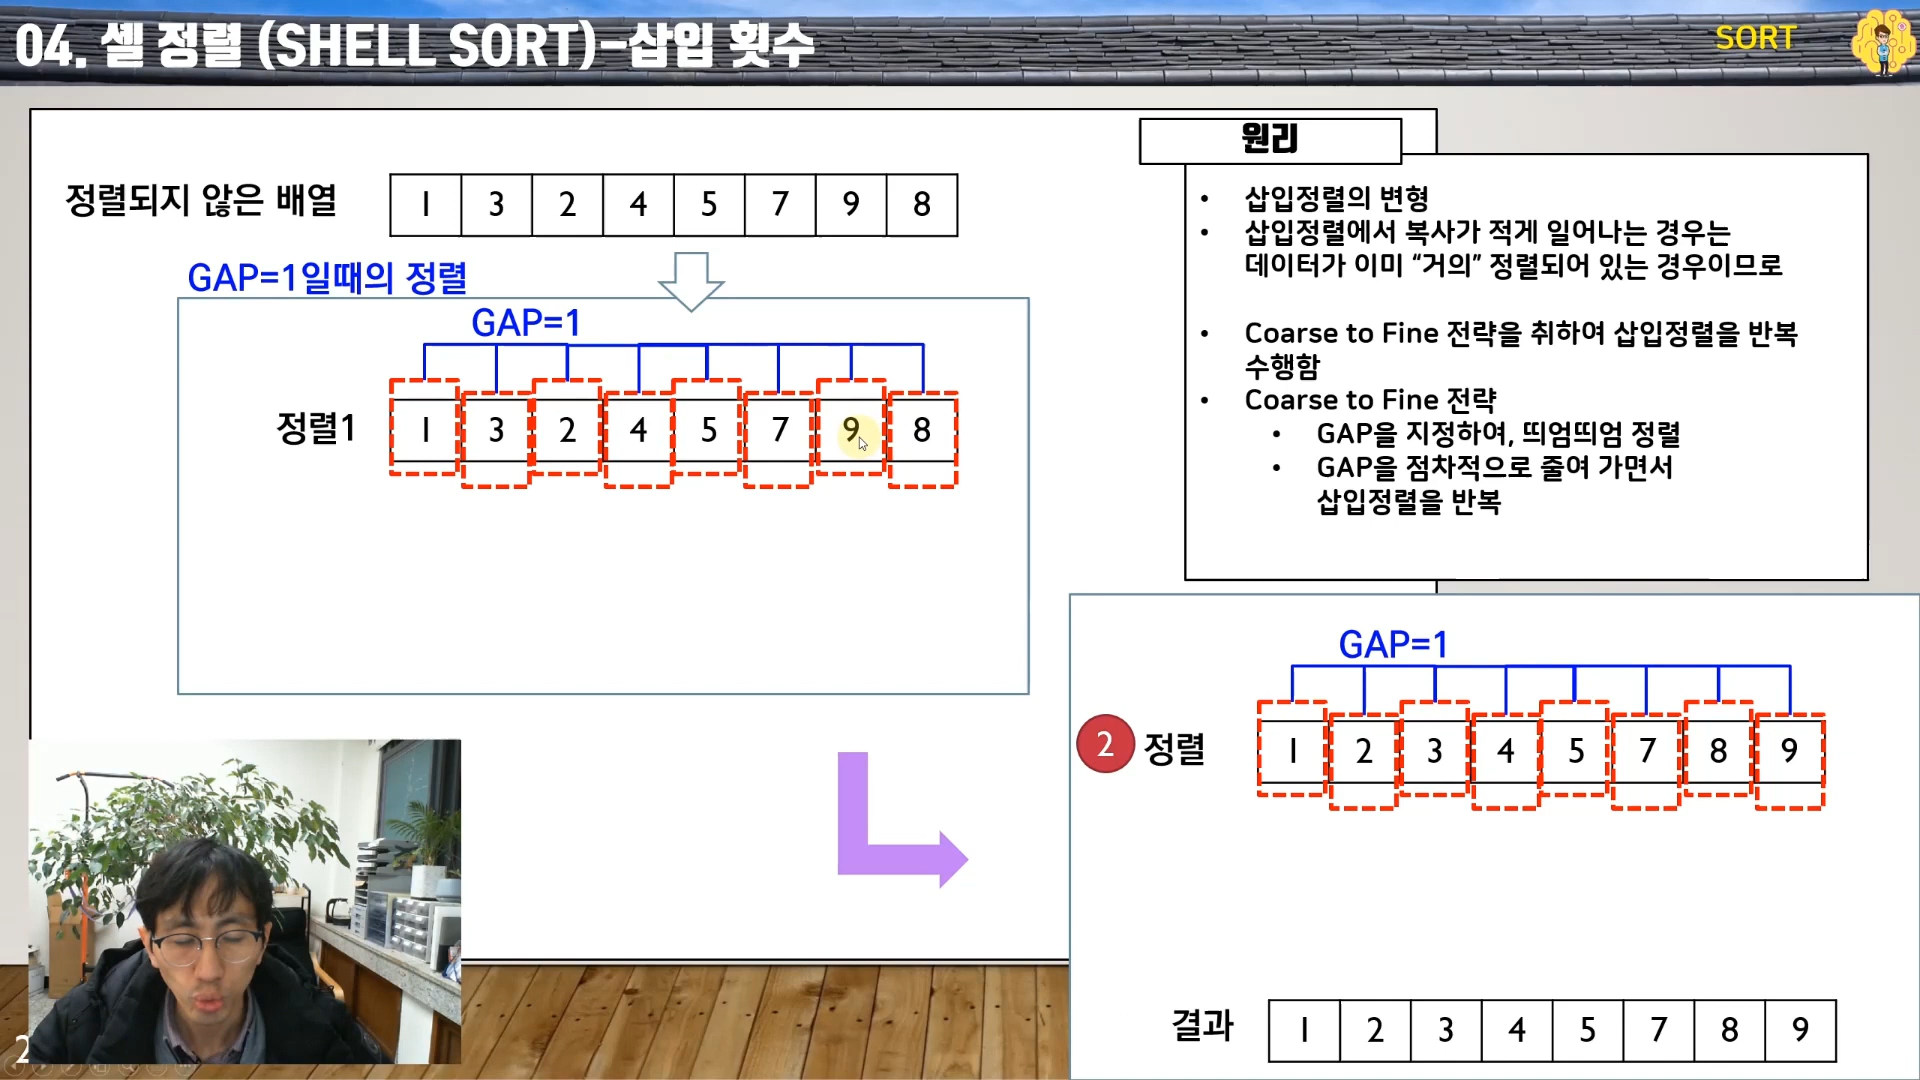 04. 셸 정렬 (SHELL SORT)-삽입 횟수
SORT
원리
정렬되지 않은 배열
1 3 2 4 5 7 9 8
GAP=1일때의 정렬
GAP=1
정렬1
1 3 2 4 5 7 9 8
• 삽입정렬의 변형
• 삽입정렬에서 복사가 적게 일어나는 경우는
데이터가 이미 “거의” 정렬되어 있는 경우이므로
• Coarse to Fine 전략을 취하여 삽입정렬을 반복
수행함
• Coarse to Fine 전략
• GAP을 지정하여, 띄엄띄엄 정렬
• GAP을 점차적으로 줄여 가면서
삽입정렬을 반복
GAP=1
2 정렬
1 2 3 4 5 7 8 9
결과
1 2 3 4 5 7 8 9